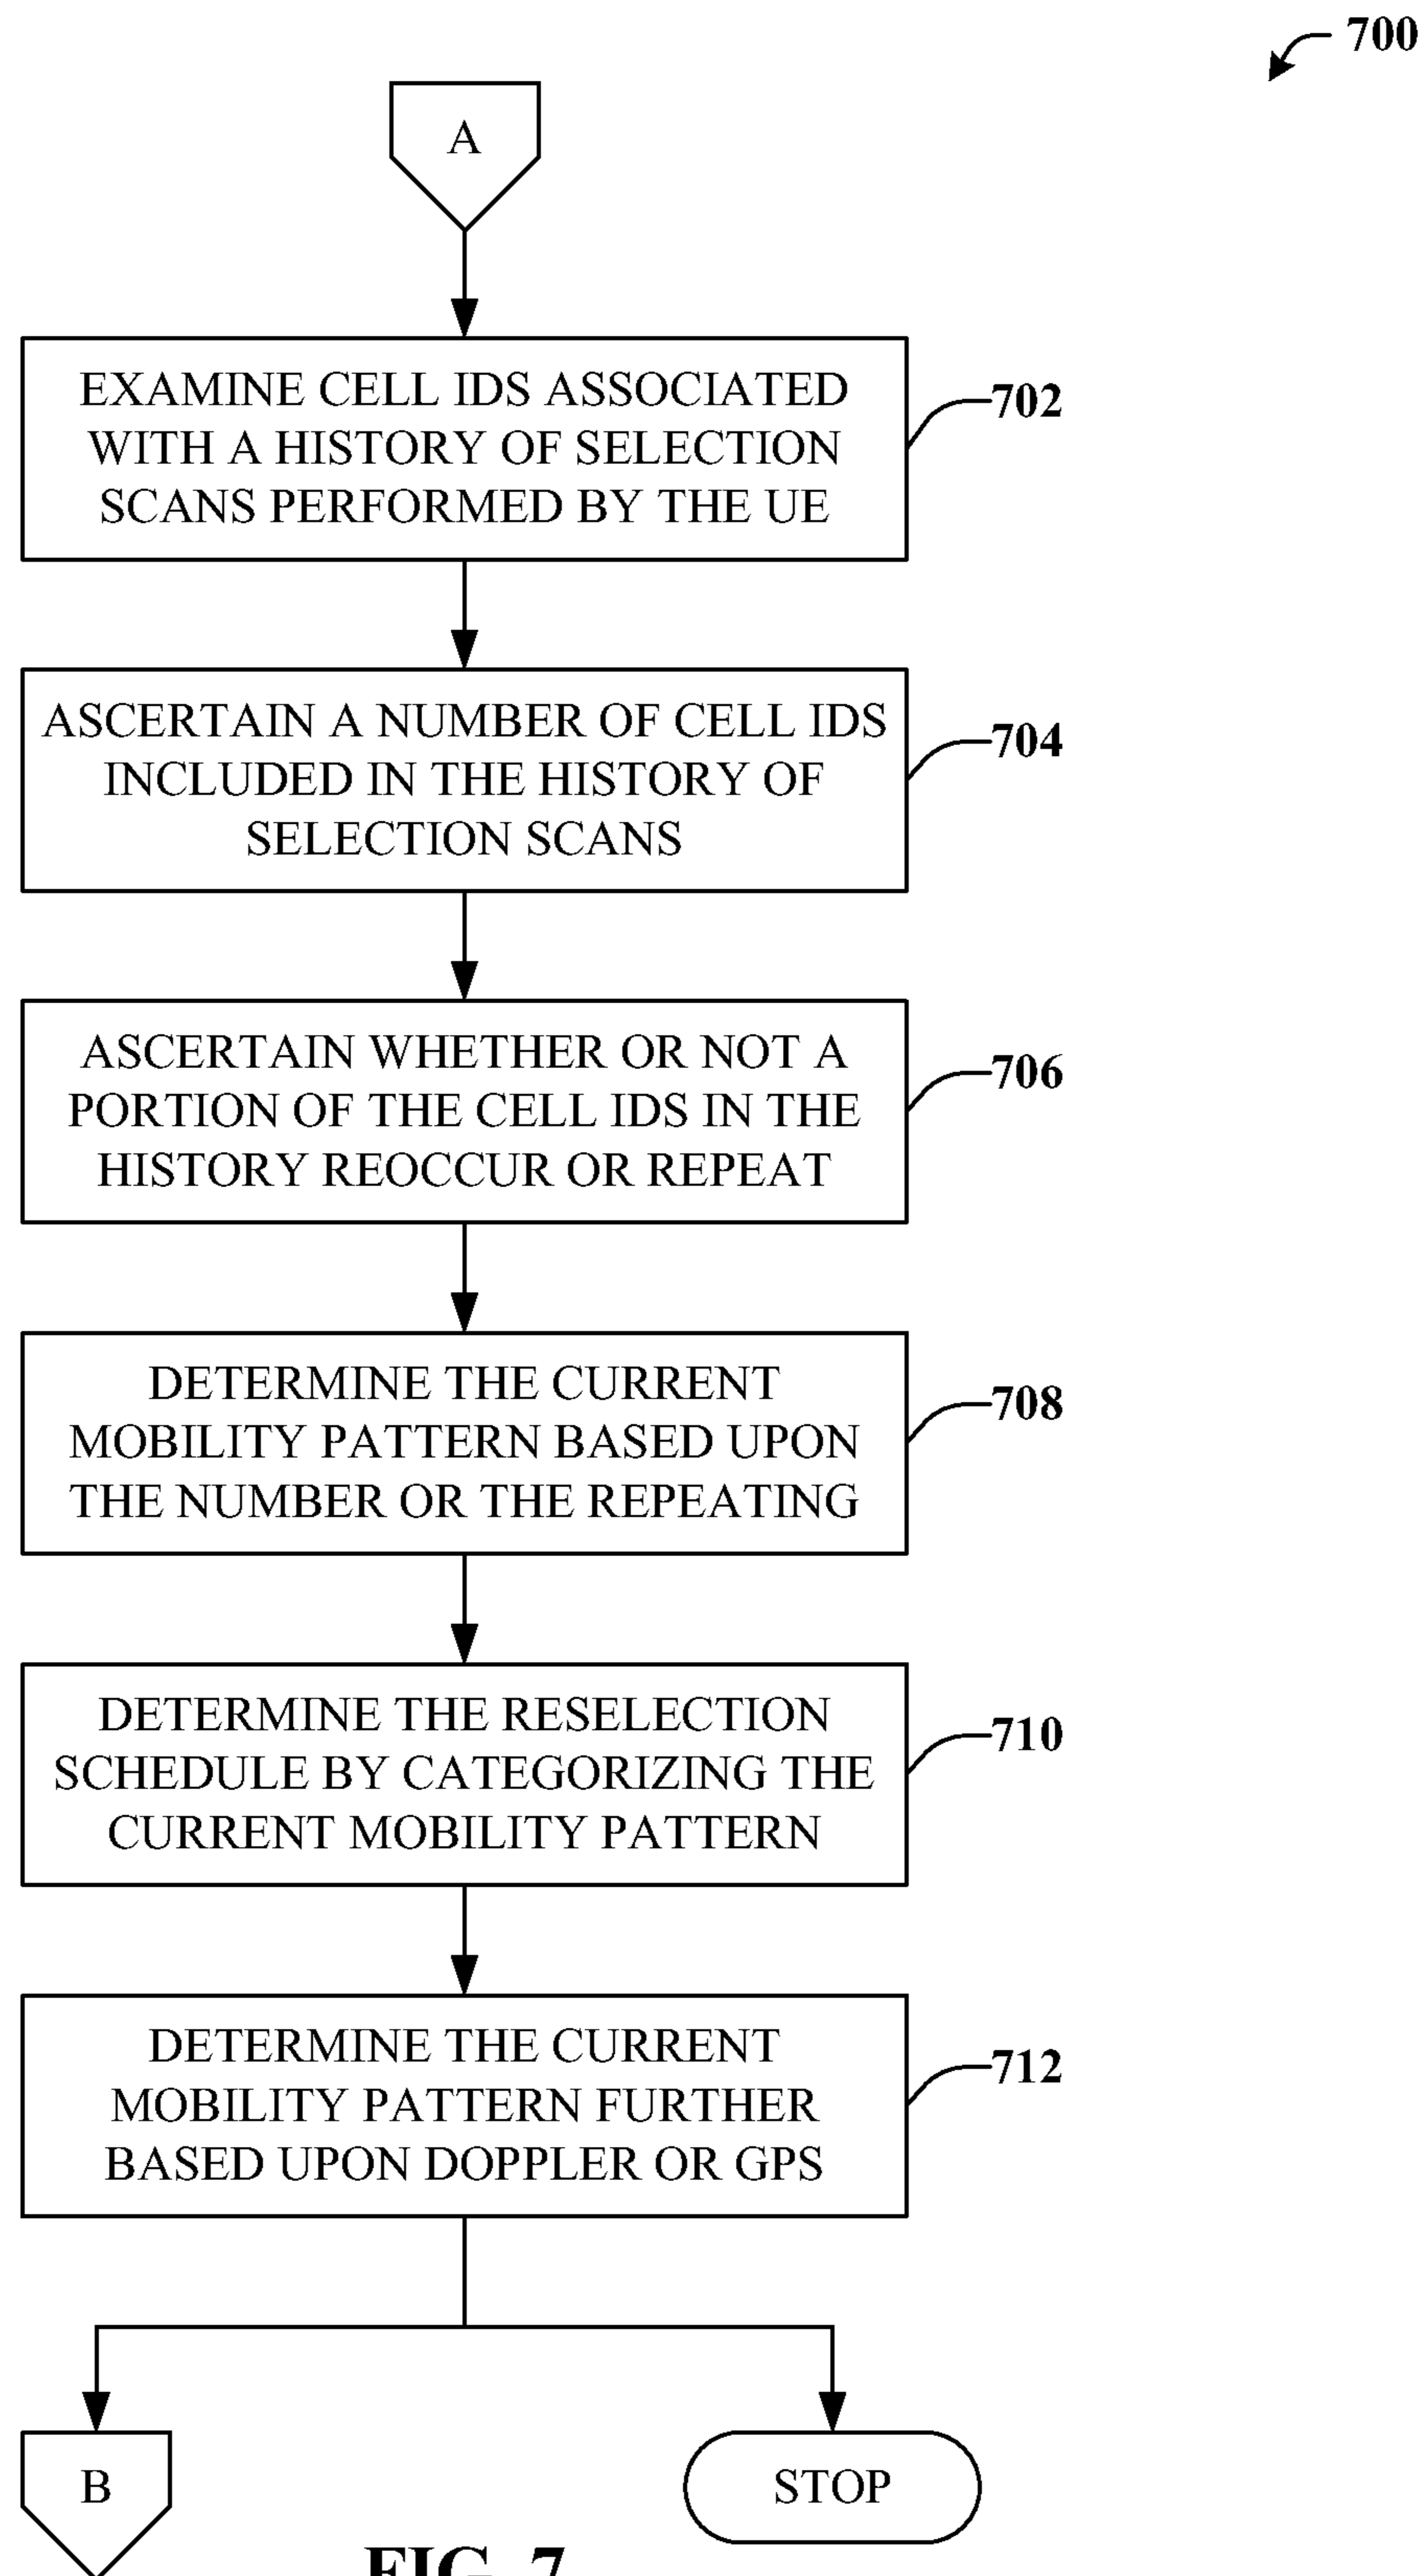 700
A
EXAMINE CELL IDS ASSOCIATED
WITH A HISTORY OF SELECTION
SCANS PERFORMED BY THE UE
702
ASCERTAIN A NUMBER OF CELL IDS
INCLUDED IN THE HISTORY OF
SELECTION SCANS
704
ASCERTAIN WHETHER OR NOT A
PORTION OF THE CELL IDS IN THE
HISTORY REOCCUR OR REPEAT
706
DETERMINE THE CURRENT
MOBILITY PATTERN BASED UPON
THE NUMBER OR THE REPEATING
708
DETERMINE THE RESELECTION
SCHEDULE BY CATEGORIZING THE
CURRENT MOBILITY PATTERN
710
DETERMINE THE CURRENT
MOBILITY PATTERN FURTHER
BASED UPON DOPPLER OR GPS
712
B
STOP
FIG. 7